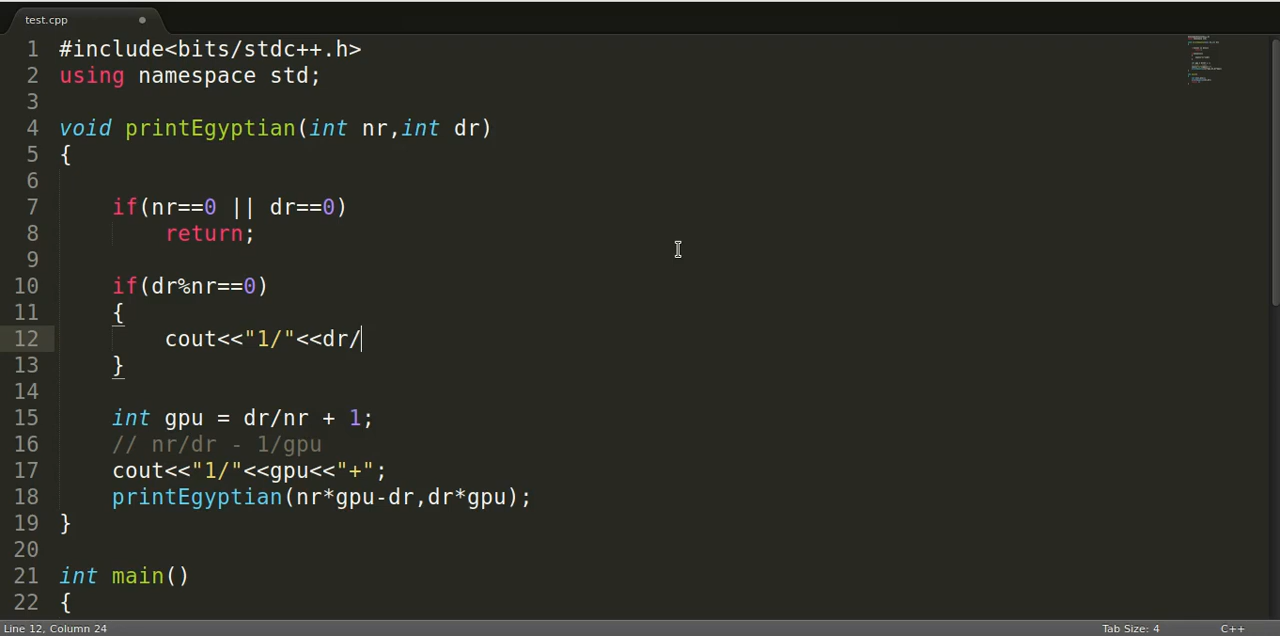 test.cpp
1 #include<bits/stdc++.h>
2 using namespace std;
3
4 void printEgyptian(int nr,int dr)
5 {
6
7 if(nr==0 || dr==0)
8 return;
9
10 if(dr%nr==0)
11 {
12 cout<<"1/"<<dr/
13 }
14
15 int gpu = dr/nr + 1;
16 // nr/dr - 1/gpu
17 cout<<"1/"<<gpu<<"+";
18 printEgyptian(nr*gpu-dr,dr*gpu);
19 }
20
21 int main()
22 {
Line 12, Column 24 Tab Size: 4 C++